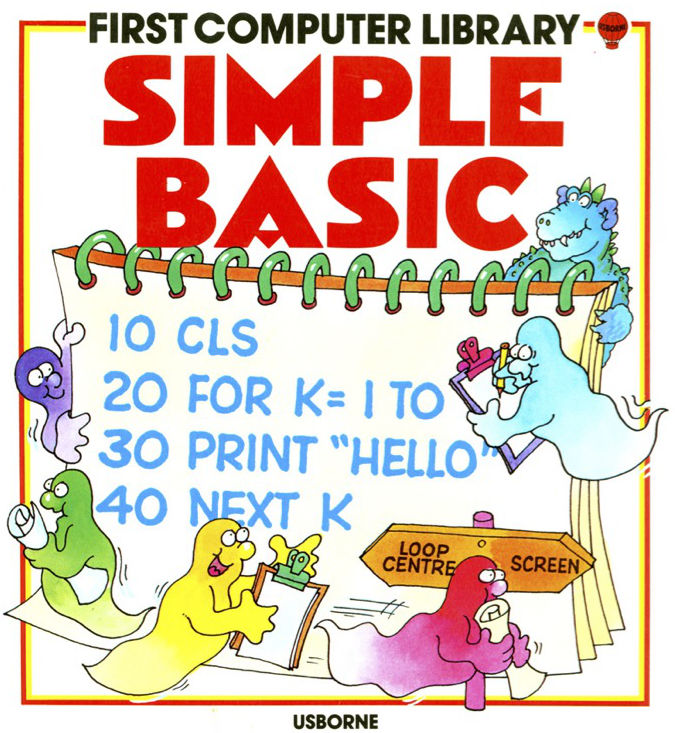 FIRST COMPUTER LIBRARY
USBORNE
SIMPLE
BASIC
10 CLS
20 FOR K= 1 TO
30 PRINT "HELLO"
40 NEXT K
LOOP
CENTRE
SCREEN
USBORNE